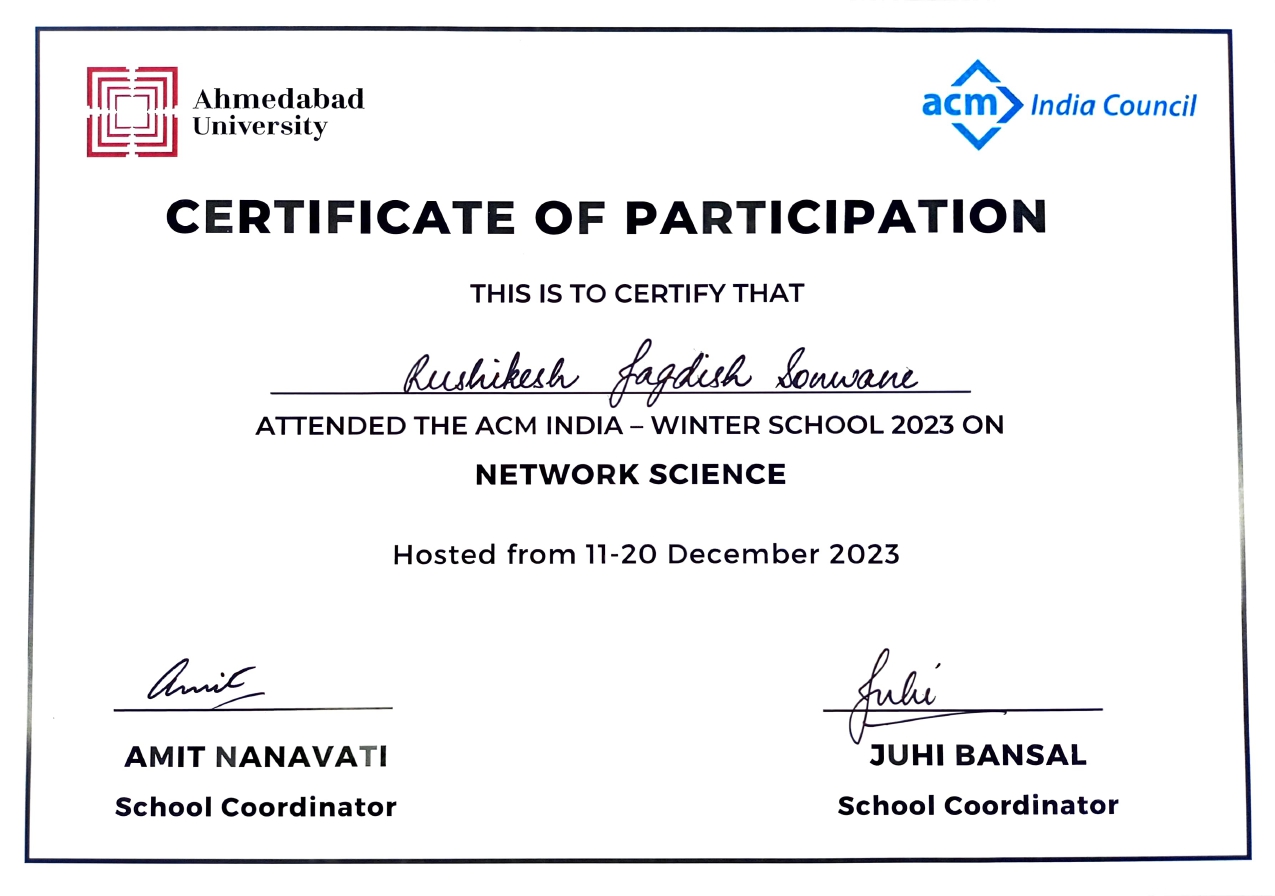 Ahmedabad
University
acm India Council
CERTIFICATE OF PARTICIPATION
THIS IS TO CERTIFY THAT
Rushikesh Jagdish Sonwane
ATTENDED THE ACM INDIA – WINTER SCHOOL 2023 ON
NETWORK SCIENCE
Hosted from 11-20 December 2023
Amit
Juhi
AMIT NANAVATI
JUHI BANSAL
School Coordinator
School Coordinator